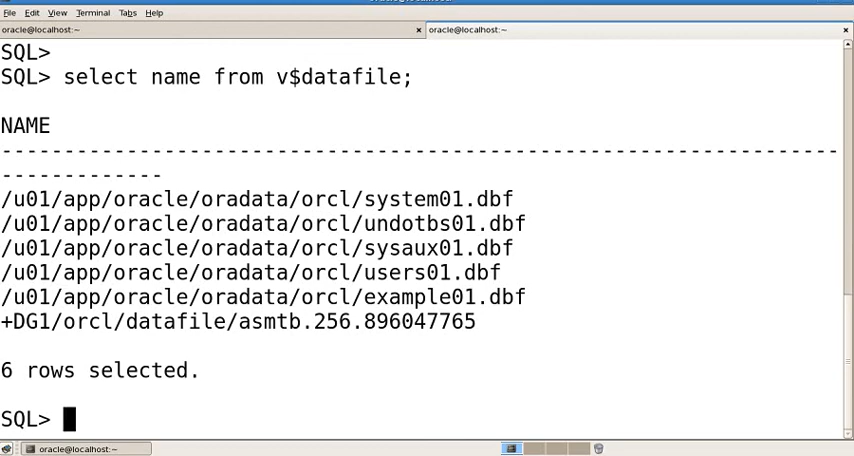 File Edit View Terminal Tabs Help
oracle@localhost:~ oracle@localhost:~
SQL>
SQL> select name from v$datafile;
NAME
--------------------------------------------------------------------------------
/u01/app/oracle/oradata/orcl/system01.dbf
/u01/app/oracle/oradata/orcl/undotbs01.dbf
/u01/app/oracle/oradata/orcl/sysaux01.dbf
/u01/app/oracle/oradata/orcl/users01.dbf
/u01/app/oracle/oradata/orcl/example01.dbf
+DG1/orcl/datafile/asmtb.256.896047765
6 rows selected.
SQL>
oracle@localhost:~